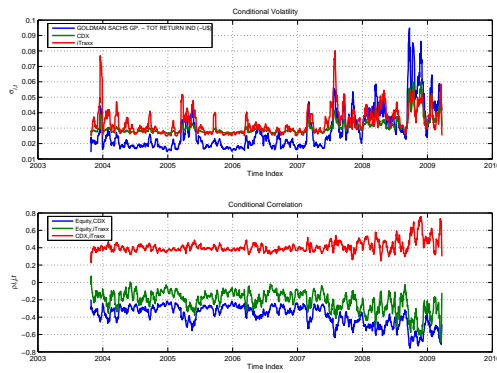 Conditional Volatility
GOLDMAN SACHS GP. - TOT RETURN IND (~U$)
CDX
iTraxx
0.1
0.09
0.08
0.07
0.06
0.05
0.04
0.03
0.02
0.01
σi,t
2003 2004 2005 2006 2007 2008 2009 2010
Time Index
Conditional Correlation
Equity,CDX
Equity,iTraxx
CDX,iTraxx
0.8
0.6
0.4
0.2
0
-0.2
-0.4
-0.6
-0.8
ρi,j,t
2003 2004 2005 2006 2007 2008 2009 2010
Time Index